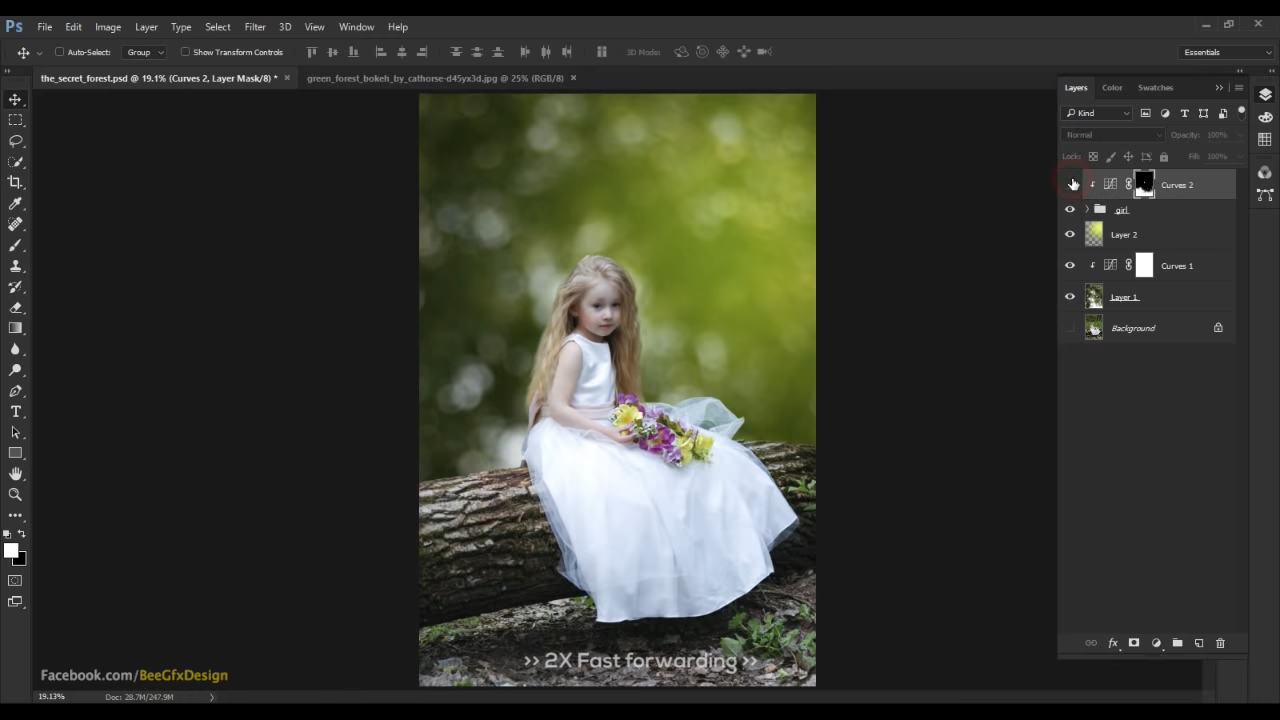 Ps File Edit Image Layer Type Select Filter 3D View Window Help
Auto-Select: Group Show Transform Controls 3D Mode: Essentials
the_secret_forest.psd @ 19.1% (Curves 2, Layer Mask/8) * × green_forest_bokeh_by_cathorse-d45yx3d.jpg @ 25% (RGB/8) ×
Layers Color Swatches
Kind
Normal Opacity: 100%
Lock: Fill: 100%
Curves 2
girl
Layer 2
Curves 1
Layer 1
Background
>> 2X Fast forwarding >>
Facebook.com/BeeGfxDesign
19.13% Doc: 28.7M/247.9M